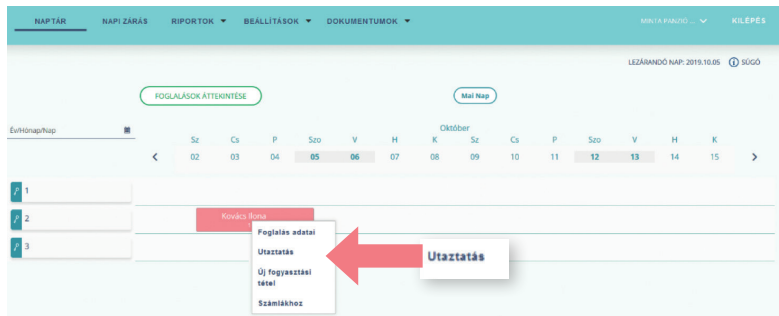 NAPTÁR NAPI ZÁRÁS RIPORTOK BEÁLLÍTÁSOK DOKUMENTUMOK MINTA PANZIÓ ... KILÉPÉS
LEZÁRANDÓ NAP: 2019.10.05 SÚGÓ
FOGLALÁSOK ÁTTEKINTÉSE Mai Nap
Év/Hónap/Nap
Október
Sz Cs P Szo V H K Sz Cs P Szo V H K
02 03 04 05 06 07 08 09 10 11 12 13 14 15
1
2 Kovács Ilona
3
Foglalás adatai
Utaztatás
Új fogyasztási
tétel
Számlákhoz
Utaztatás